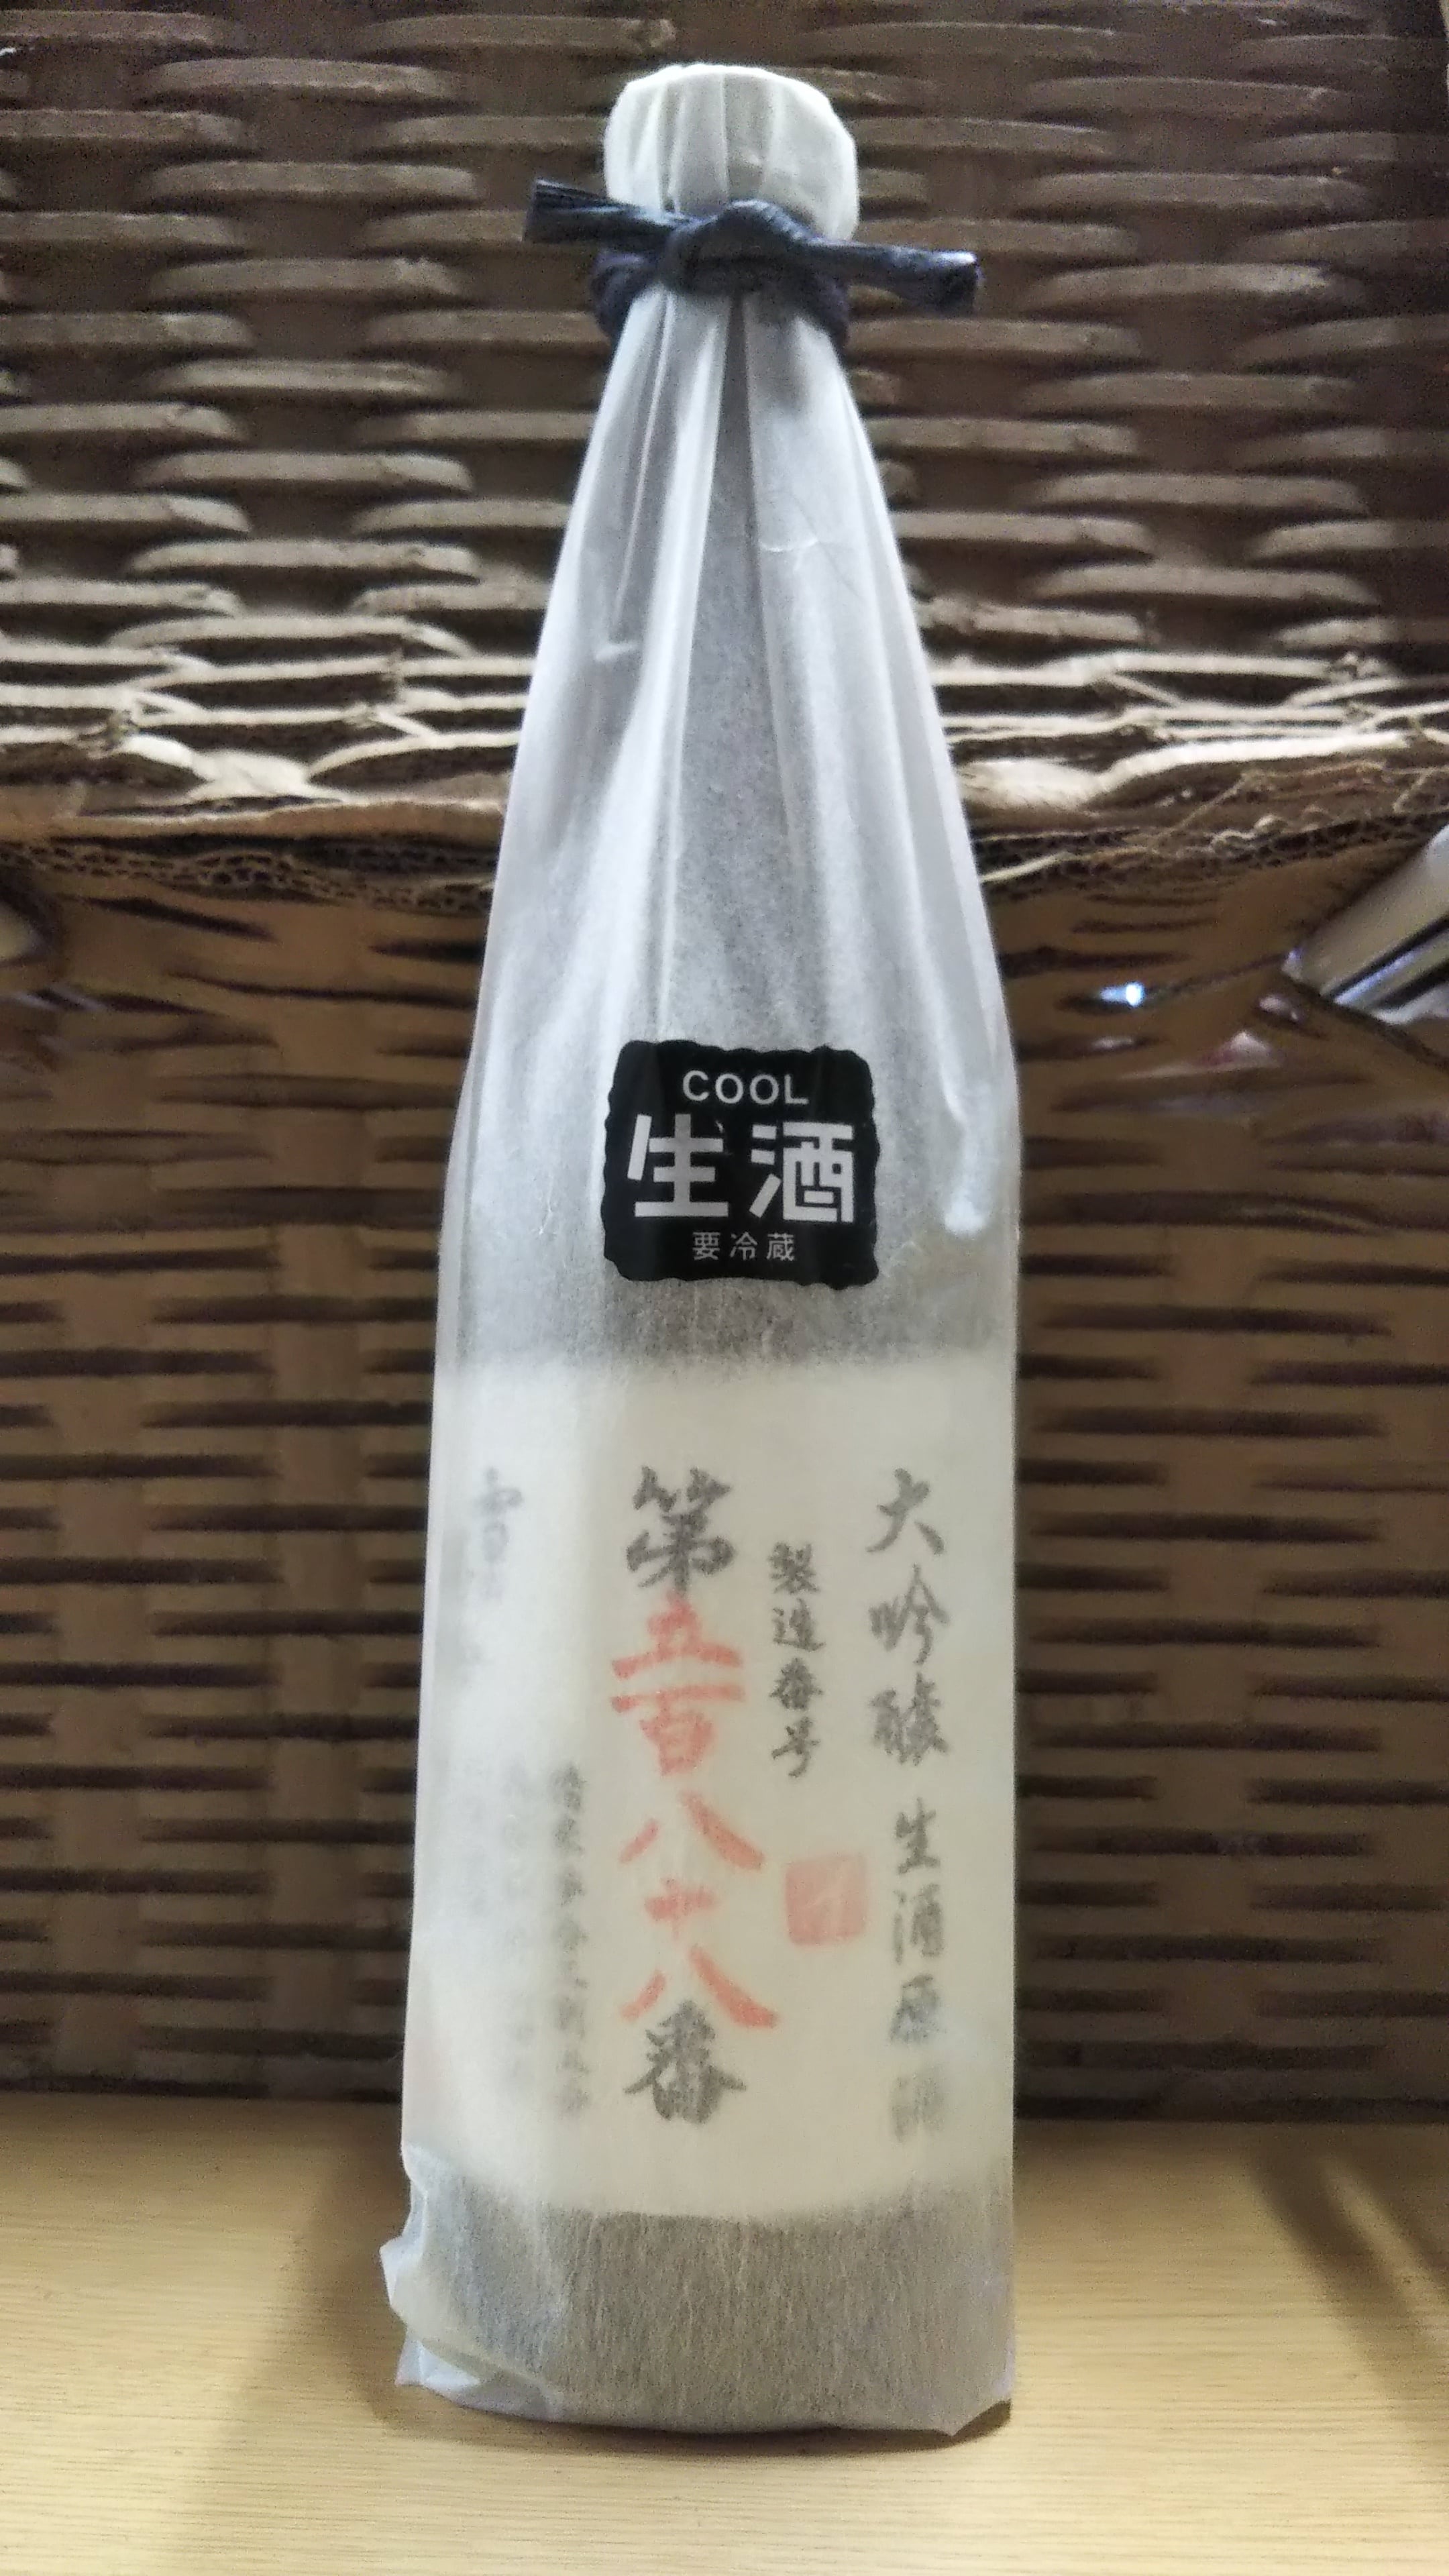 COOL
生酒
要冷蔵
大吟醸 生酒原酒
製造番号
第五百八十八番